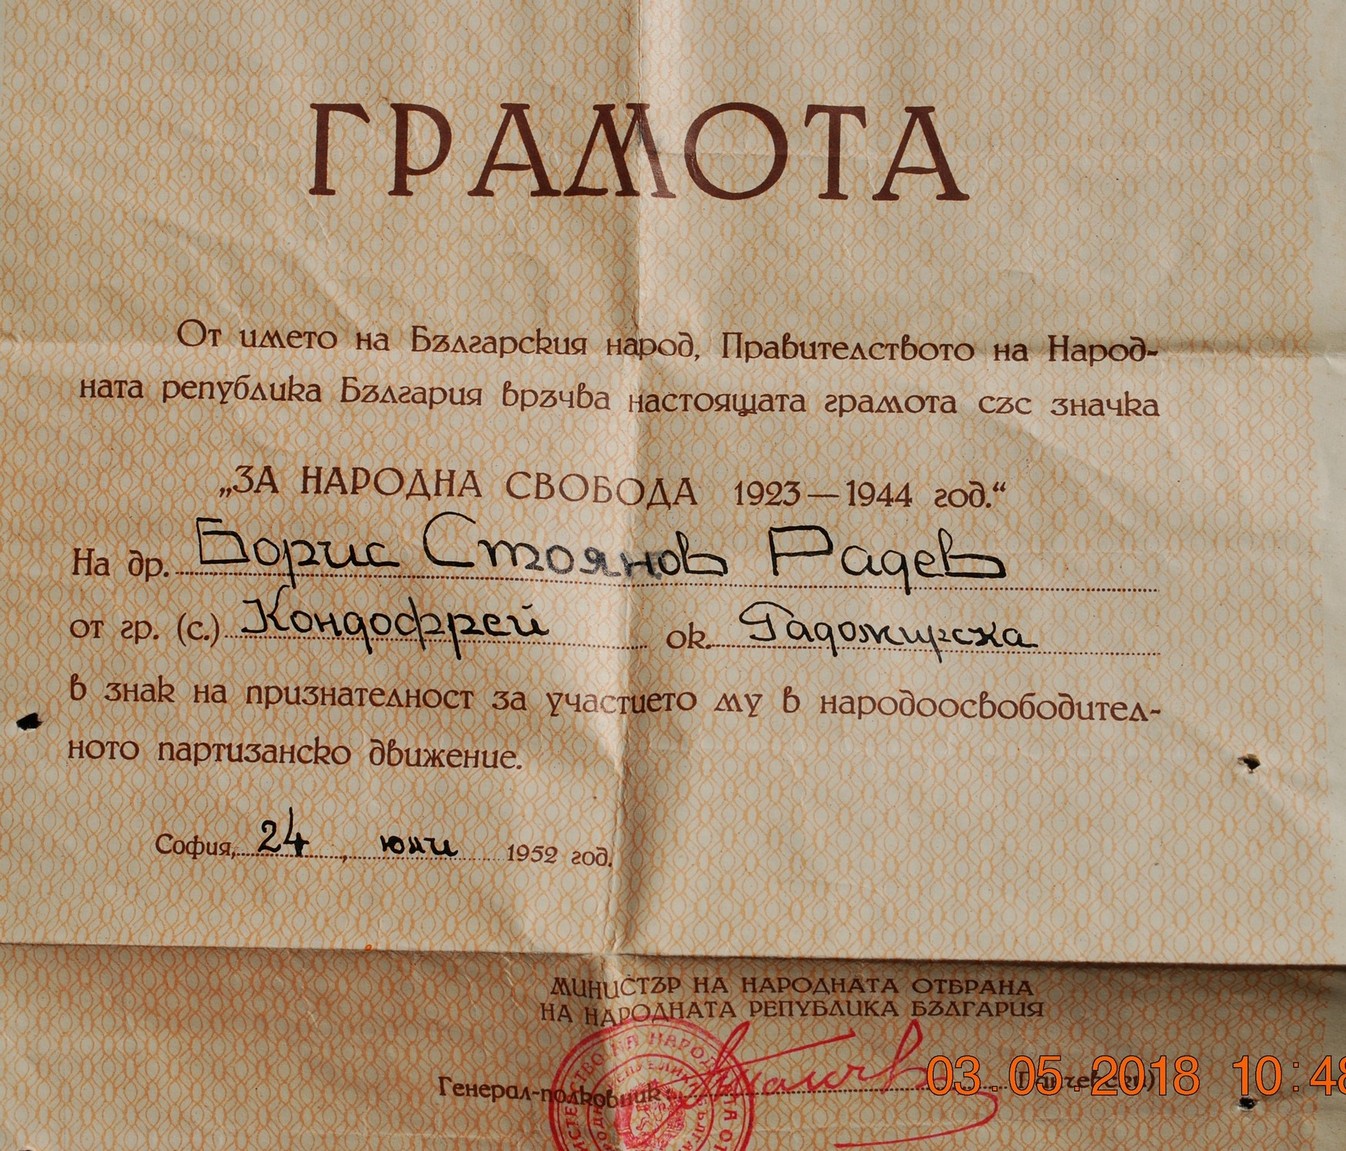 ГРАМОТА
От името на Българския народ, Правителството на Народ-
ната република България връчва настоящата грамота със значка
„ЗА НАРОДНА СВОБОДА 1923—1944 год.“
На др. Борис Стоянов Радев
от гр. (с.) Кондофрей ок. Радомирска
в знак на признателност за участието му в народоосвободител-
ното партизанско движение.
София, 24, юни 1952 год.
МИНИСТЪР НА НАРОДНАТА ОТБРАНА
НА НАРОДНАТА РЕПУБЛИКА БЪЛГАРИЯ
Генерал-полковник:
03.05.2018 10:48